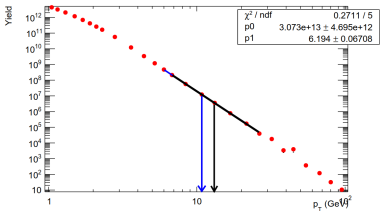 Yield
10¹²
10¹¹
10¹⁰
10⁹
10⁸
10⁷
10⁶
10⁵
10⁴
10³
10²
10
χ² / ndf 0.2711 / 5
p0 3.073e+13 ± 4.695e+12
p1 6.194 ± 0.06708
1 10 10²
p_T (GeV)